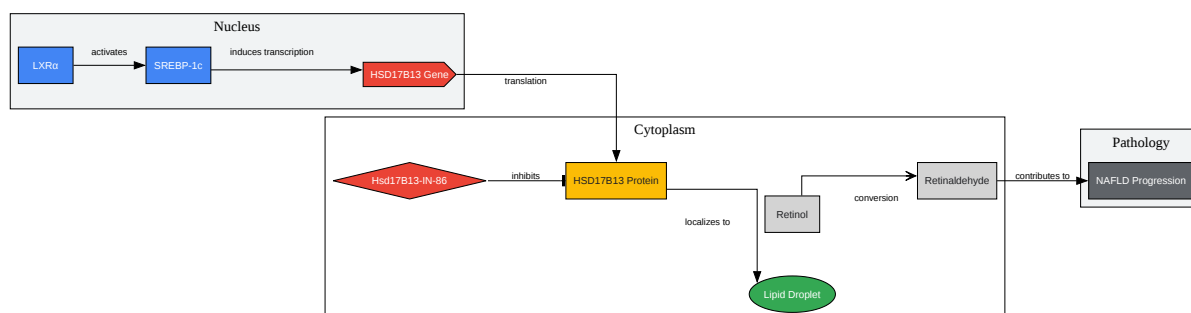 Nucleus
LXRα
activates
SREBP-1c
induces transcription
HSD17B13 Gene
translation
Cytoplasm
Hsd17B13-IN-86
inhibits
HSD17B13 Protein
localizes to
Lipid Droplet
Retinol
conversion
Retinaldehyde
contributes to
Pathology
NAFLD Progression